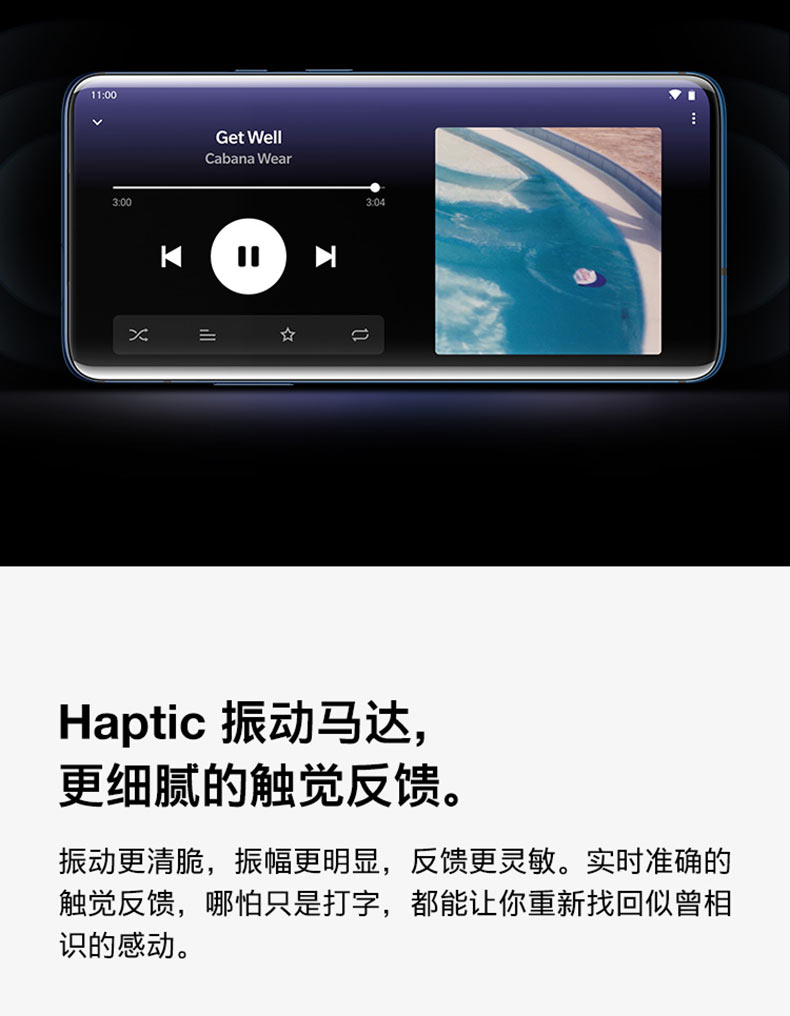 11:00
Get Well
Cabana Wear
3:00
3:04
Haptic 振动马达，
更细腻的触觉反馈。
振动更清脆，振幅更明显，反馈更灵敏。实时准确的
触觉反馈，哪怕只是打字，都能让你重新找回似曾相
识的感动。